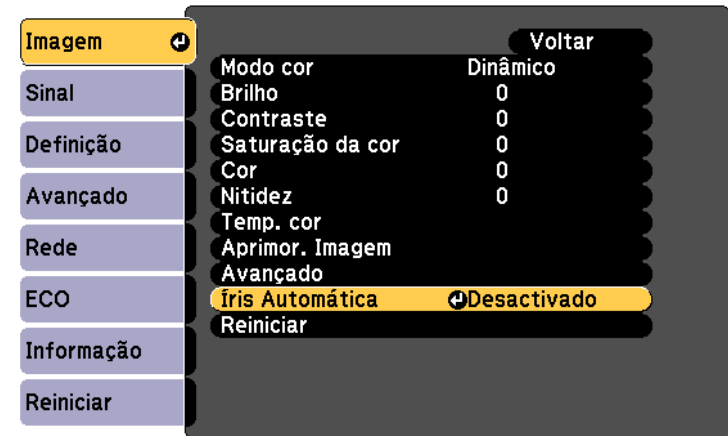 Imagem
Sinal
Definição
Avançado
Rede
ECO
Informação
Reiniciar
Voltar
Modo cor Dinâmico
Brilho 0
Contraste 0
Saturação da cor 0
Cor 0
Nitidez 0
Temp. cor
Aprimor. Imagem
Avançado
Íris Automática Desactivado
Reiniciar